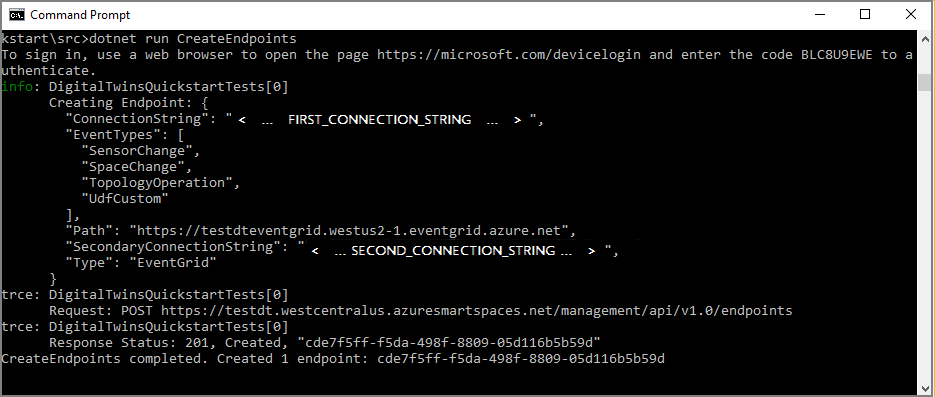 Command Prompt
kstart\src>dotnet run CreateEndpoints
To sign in, use a web browser to open the page https://microsoft.com/devicelogin and enter the code BLC8U9EWE to a
uthenticate.
info: DigitalTwinsQuickstartTests[0]
      Creating Endpoint: {
        "ConnectionString": " < ... FIRST_CONNECTION_STRING ... > ",
        "EventTypes": [
          "SensorChange",
          "SpaceChange",
          "TopologyOperation",
          "UdfCustom"
        ],
        "Path": "https://testdteventgrid.westus2-1.eventgrid.azure.net",
        "SecondaryConnectionString": " < ... SECOND_CONNECTION_STRING ... > ",
        "Type": "EventGrid"
      }
trce: DigitalTwinsQuickstartTests[0]
      Request: POST https://testdt.westcentralus.azuresmartspaces.net/management/api/v1.0/endpoints
trce: DigitalTwinsQuickstartTests[0]
      Response Status: 201, Created, "cde7f5ff-f5da-498f-8809-05d116b5b59d"
CreateEndpoints completed. Created 1 endpoint: cde7f5ff-f5da-498f-8809-05d116b5b59d